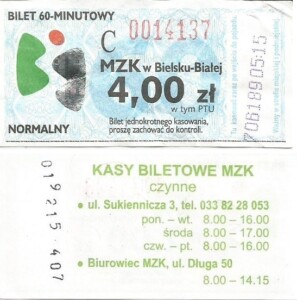 BILET 60-MINUTOWY
C 0014137
MZK w Bielsku-Białej
4,00 zł
w tym PTU
NORMALNY
Bilet jednokrotnego kasowania,
proszę zachować do kontroli.
70618905:15
KASY BILETOWE MZK
czynne
• ul. Sukiennicza 3, tel. 033 82 28 053
pon. – wt. 8.00 – 16.00
środa 8.00 – 17.00
czw. – pt. 8.00 – 16.00
• Biurowiec MZK, ul. Długa 50
8.00 – 14.15
019215 407